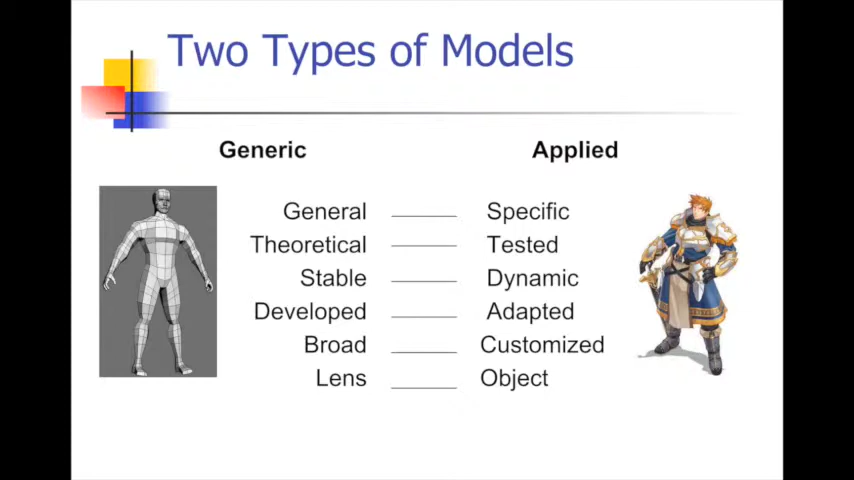 Two Types of Models
Generic Applied
General Specific
Theoretical Tested
Stable Dynamic
Developed Adapted
Broad Customized
Lens Object